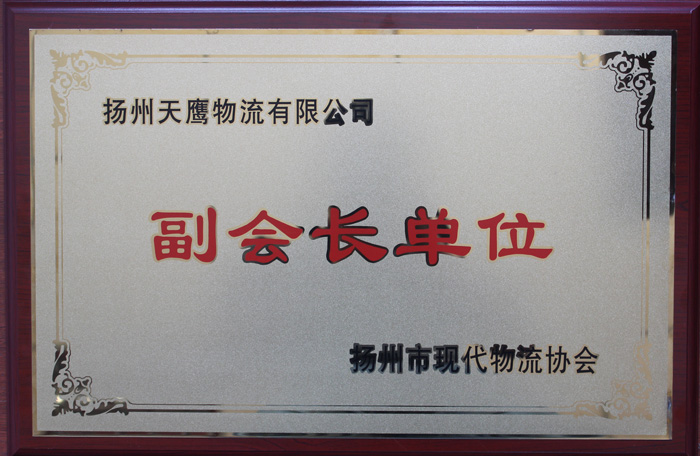 扬州天鹰物流有限公司
副会长单位
扬州市现代物流协会